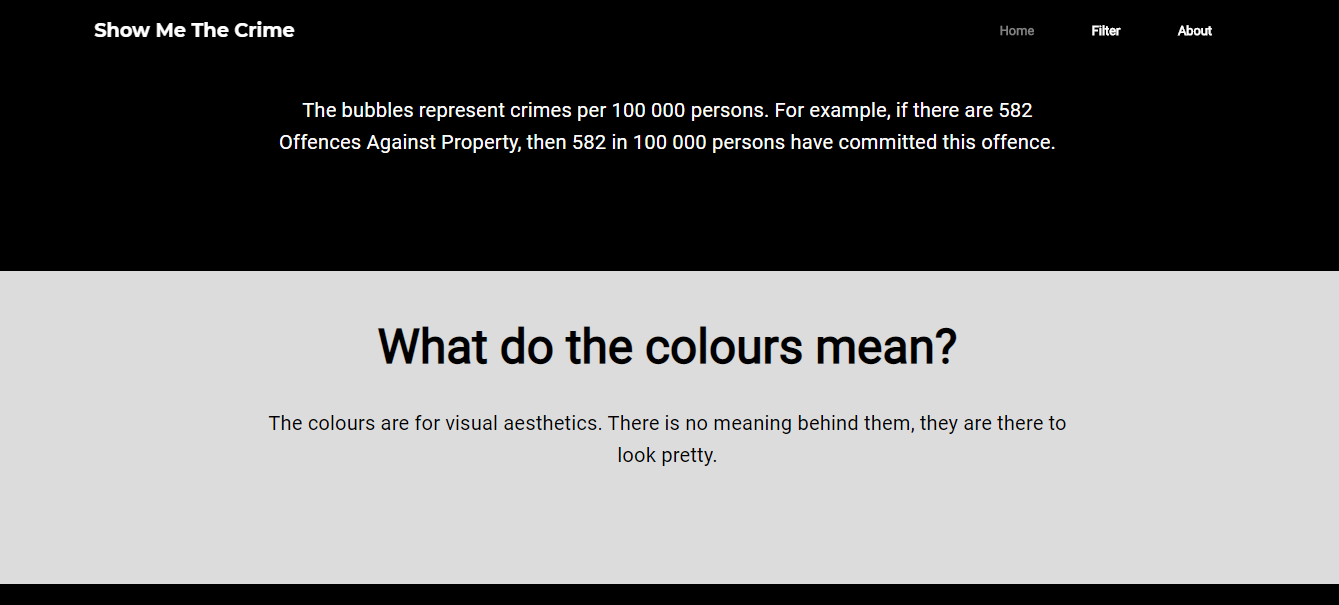 Show Me The Crime
Home Filter About
The bubbles represent crimes per 100 000 persons. For example, if there are 582
Offences Against Property, then 582 in 100 000 persons have committed this offence.
What do the colours mean?
The colours are for visual aesthetics. There is no meaning behind them, they are there to
look pretty.